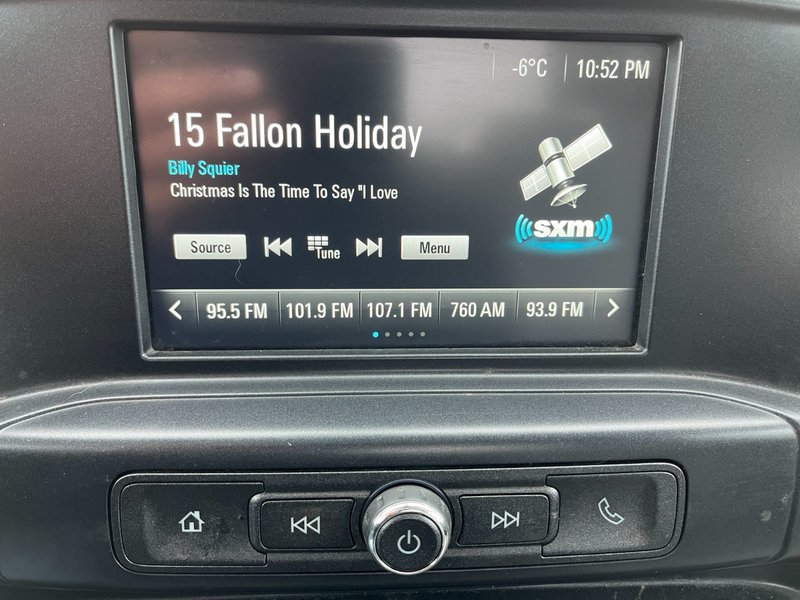 -6°C 10:52 PM
15 Fallon Holiday
Billy Squier
Christmas Is The Time To Say "I Love
sxm
Source Tune Menu
95.5 FM 101.9 FM 107.1 FM 760 AM 93.9 FM